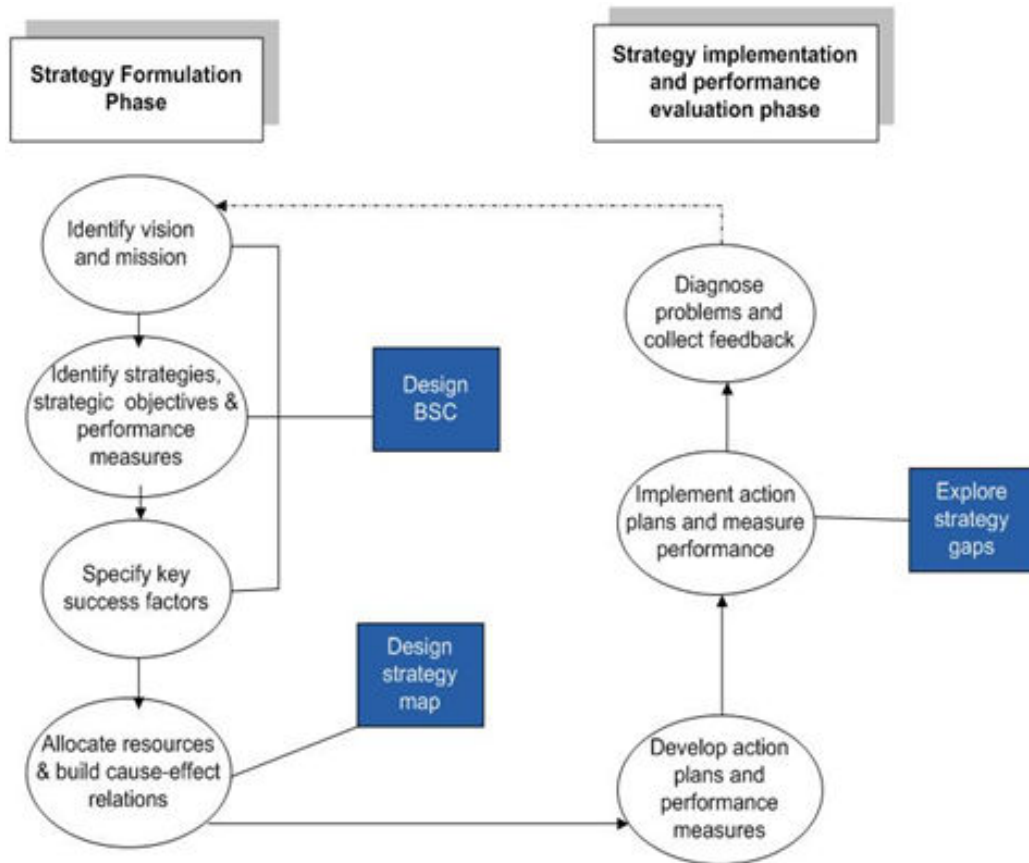 Strategy Formulation
Phase
Strategy implementation
and performance
evaluation phase
Identify vision
and mission
Identify strategies,
strategic objectives &
performance
measures
Design
BSC
Specify key
success factors
Design
strategy
map
Allocate resources
& build cause-effect
relations
Diagnose
problems and
collect feedback
Implement action
plans and measure
performance
Explore
strategy
gaps
Develop action
plans and
performance
measures